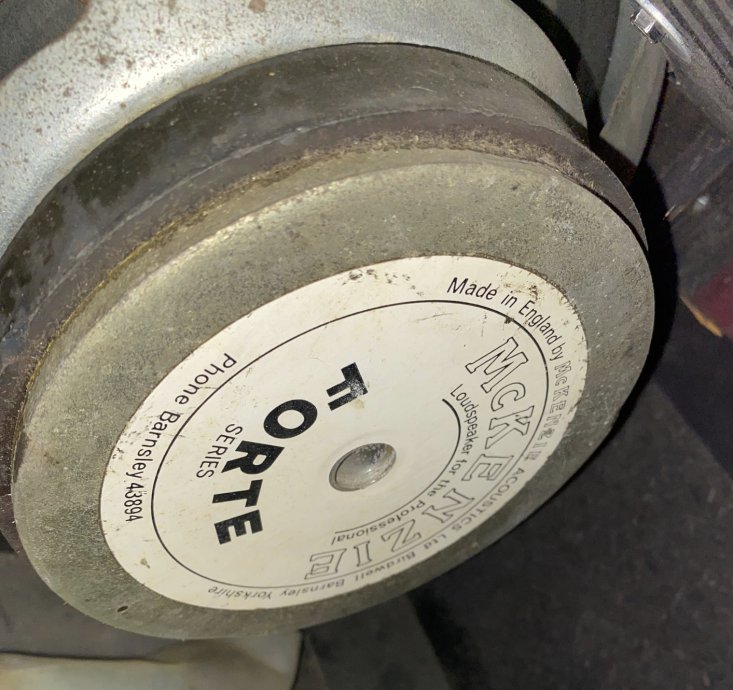 McKENZIE
Loudspeaker for the Professional
FORTE
SERIES
Made in England by McKENZIE ACOUSTICS Ltd Birdwell Barnsley Yorkshire
Phone Barnsley 43894